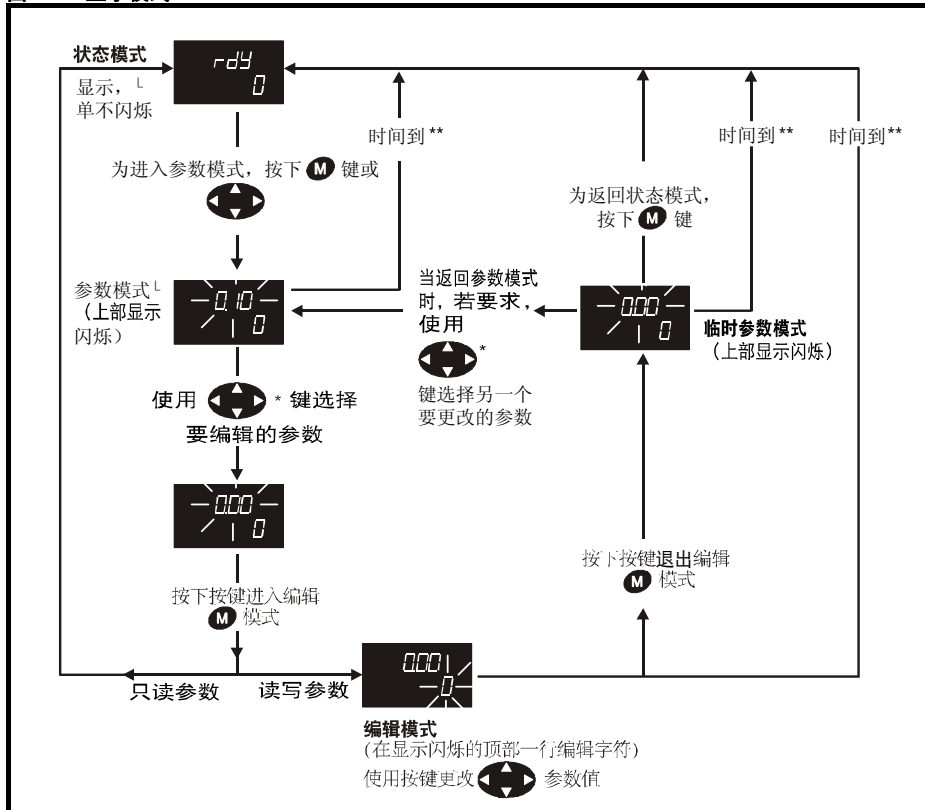 状态模式
显示，└
单不闪烁
rdY
0
时间到**
时间到**
时间到**
为进入参数模式，按下 M 键或
为返回状态模式，
按下 M 键
参数模式└
（上部显示
闪烁）
0.10
0
当返回参数模式
时，若要求，
使用
*
键选择另一个
要更改的参数
0.00
0
临时参数模式
（上部显示闪烁）
使用 * 键选择
要编辑的参数
0.00
0
按下按键进入编辑
M 模式
按下按键退出编辑
M 模式
只读参数
读写参数
0.00
0
编辑模式
(在显示闪烁的顶部一行编辑字符)
使用按键更改 参数值